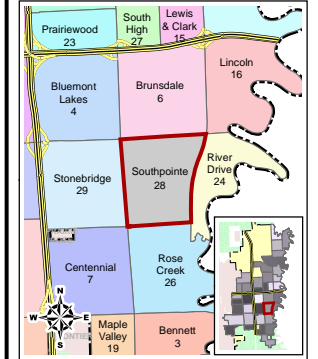 Prairiewood
23
South
High
27
Lewis
& Clark
15
Lincoln
16
Bluemont
Lakes
4
Brunsdale
6
Stonebridge
29
Southpointe
28
River
Drive
24
Centennial
7
Rose
Creek
26
N
W E
S
Maple
Valley
19
Bennett
3